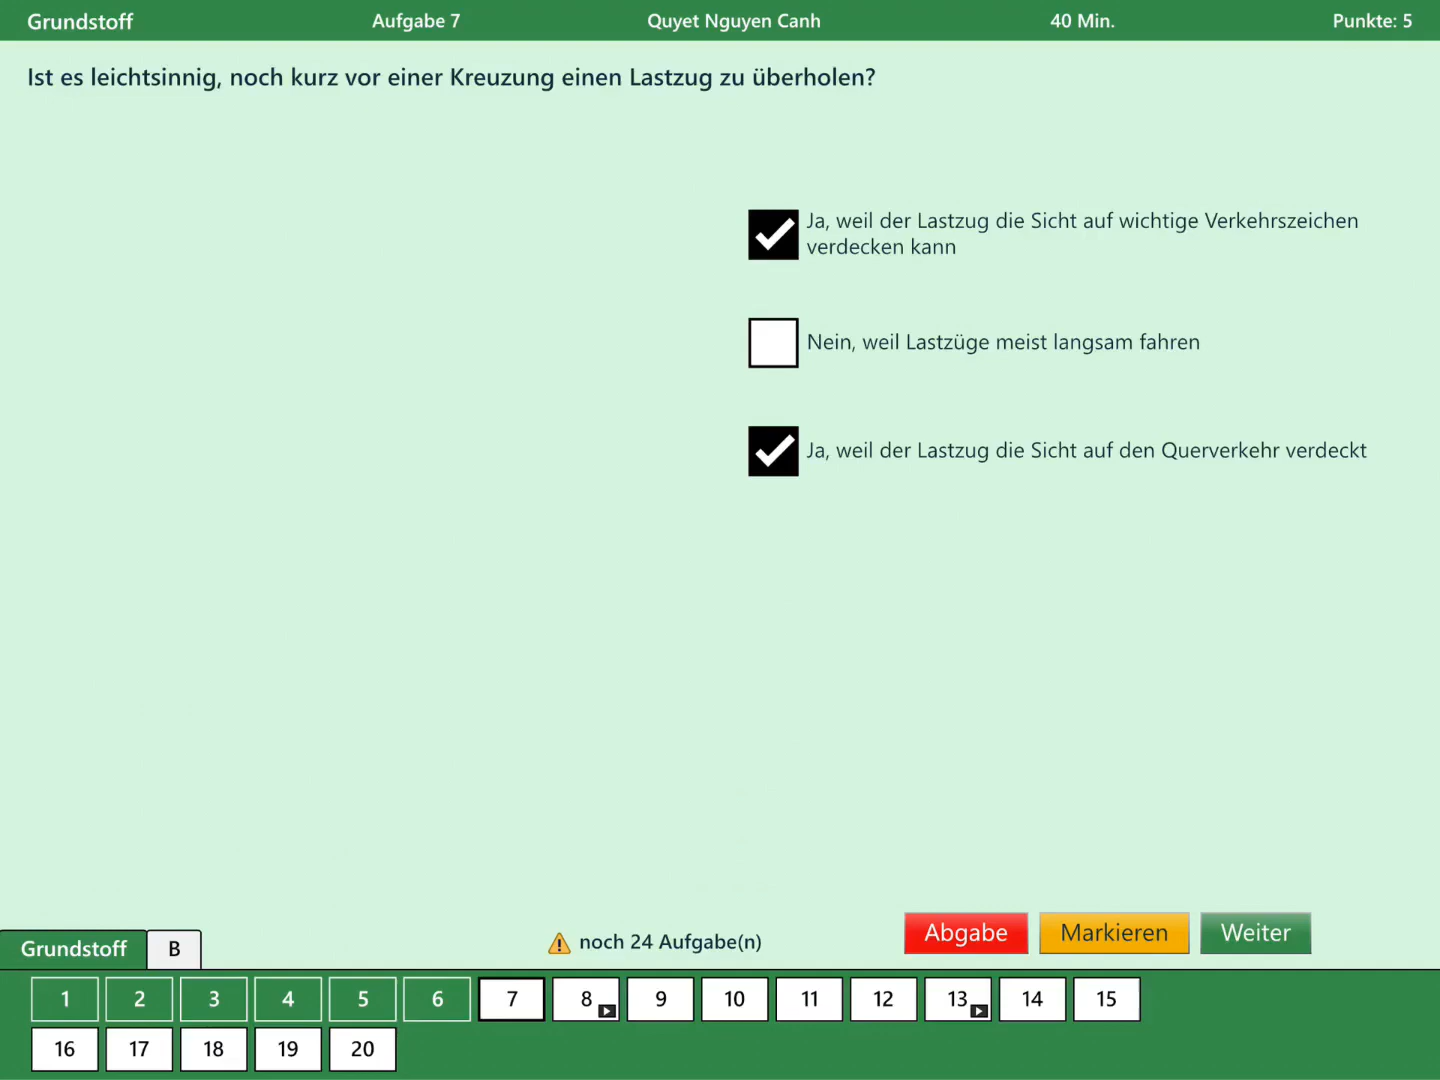 Grundstoff Aufgabe 7 Quyet Nguyen Canh 40 Min. Punkte: 5
Ist es leichtsinnig, noch kurz vor einer Kreuzung einen Lastzug zu überholen?
Ja, weil der Lastzug die Sicht auf wichtige Verkehrszeichen
verdecken kann
Nein, weil Lastzüge meist langsam fahren
Ja, weil der Lastzug die Sicht auf den Querverkehr verdeckt
Grundstoff B noch 24 Aufgabe(n) Abgabe Markieren Weiter
1 2 3 4 5 6 7 8 9 10 11 12 13 14 15
16 17 18 19 20